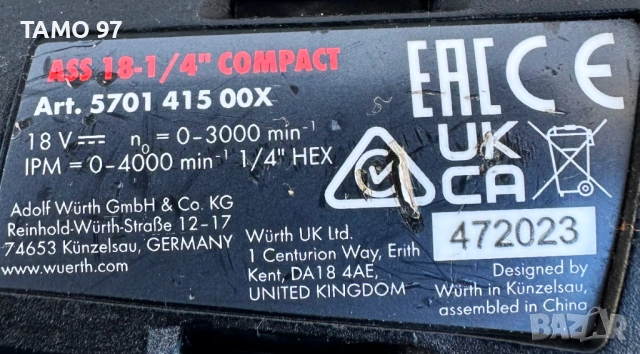 TAMO 97
ASS 18-1/4" COMPACT
Art. 5701 415 00X
18 V⎓ n₀ = 0–3000 min⁻¹
IPM = 0–4000 min⁻¹ 1/4" HEX
EAC CE
UK
CA
Adolf Würth GmbH & Co. KG
Reinhold-Würth-Straße 12–17
74653 Künzelsau, GERMANY
www.wuerth.com
Würth UK Ltd.
1 Centurion Way, Erith
Kent, DA18 4AE,
UNITED KINGDOM
472023
Designed by
Würth in Künzelsau,
assembled in China
BAZAR